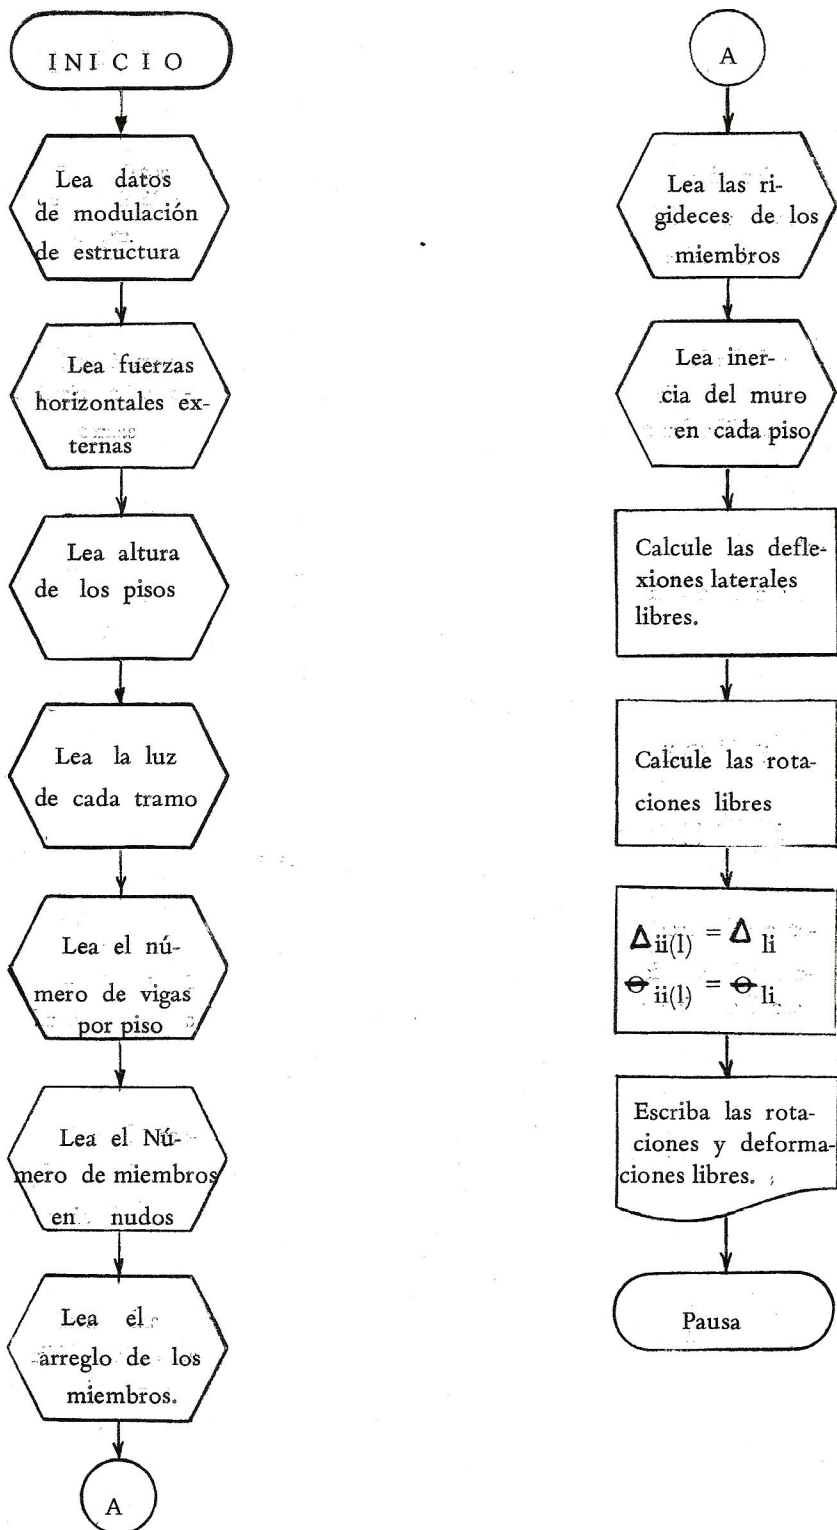 INICIO
Lea datos
de modulación
de estructura
Lea fuerzas
horizontales ex-
ternas
Lea altura
de los pisos
Lea la luz
de cada tramo
Lea el nú-
mero de vigas
por piso
Lea el Nú-
mero de miembros
en nudos
Lea el
arreglo de los
miembros.
A
A
Lea las ri-
gideces de los
miembros
Lea iner-
cia del muro
en cada piso
Calcule las defle-
xiones laterales
libres.
Calcule las rota-
ciones libres
Δ ii(l) = Δ li
Θ ii(l) = Θ li
Escriba las rota-
ciones y deforma-
ciones libres.
Pausa